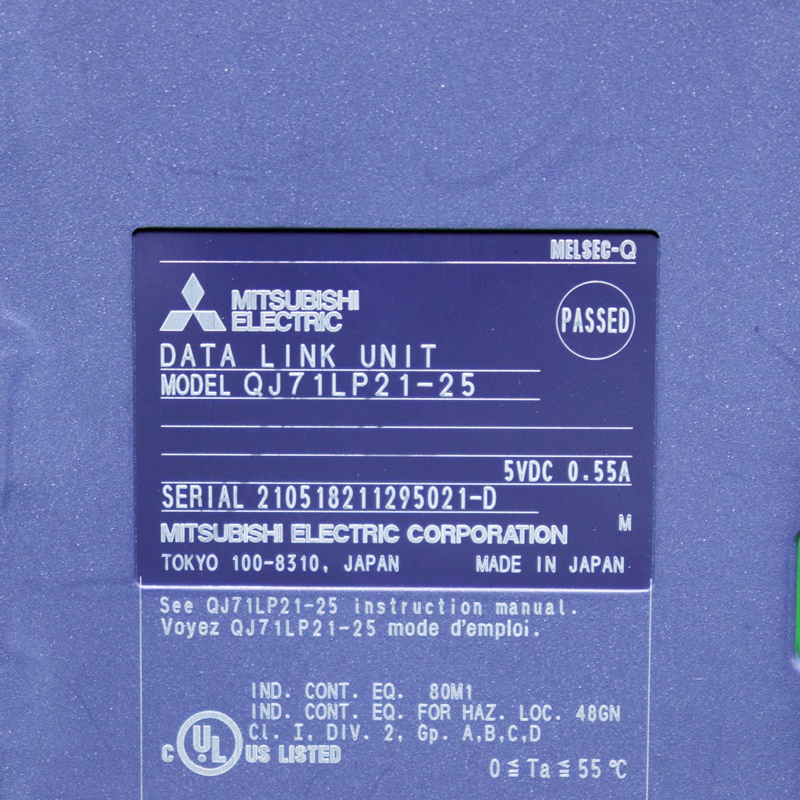 MELSEC-Q
MITSUBISHI
ELECTRIC
PASSED
DATA LINK UNIT
MODEL QJ71LP21-25
5VDC 0.55A
SERIAL 210518211295021-D
M
MITSUBISHI ELECTRIC CORPORATION
TOKYO 100-8310, JAPAN MADE IN JAPAN
See QJ71LP21-25 instruction manual.
Voyez QJ71LP21-25 mode d'emploi.
IND. CONT. EQ. 80M1
IND. CONT. EQ. FOR HAZ. LOC. 48GN
Cl. I, DIV. 2, Gp. A,B,C,D
C UL US LISTED
0≦Ta≦55℃